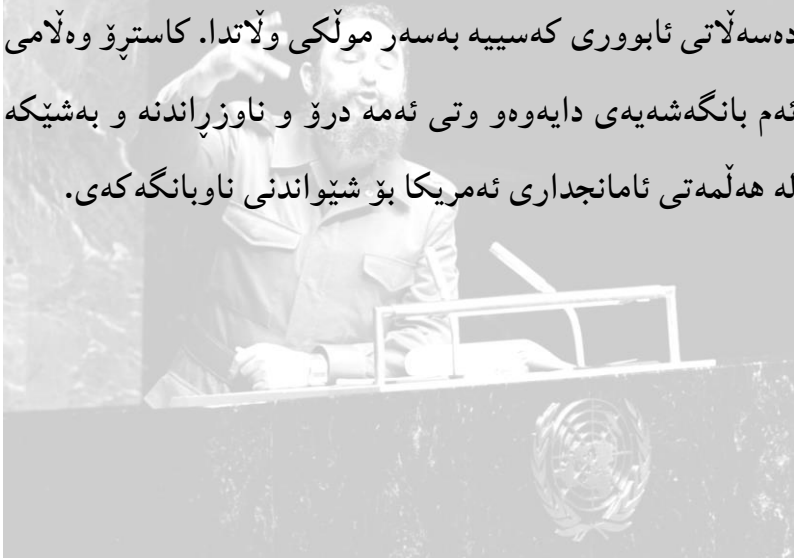 دەسەڵاتی ئابووری کەسییە بەسەر موڵکی وڵاتدا. کاسترۆ وەڵامی
ئەم بانگەشەیەی دایەوەو وتی ئەمە درۆ و ناوزڕاندنە و بەشێکە
لە هەڵمەتی ئامانجداری ئەمریکا بۆ شێواندنی ناوبانگەکەی.